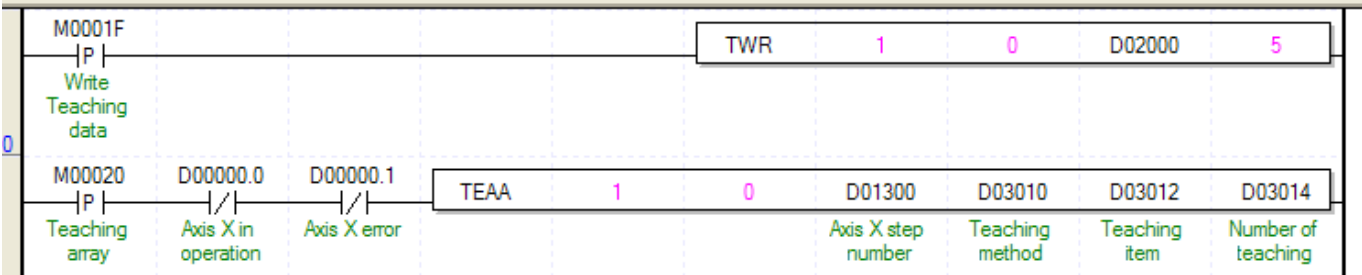 M0001F
P
TWR 1 0 D02000 5
Write
Teaching
data
0
M00020 D00000.0 D00000.1
P
TEAA 1 0 D01300 D03010 D03012 D03014
Teaching Axis X in Axis X error Axis X step Teaching Teaching Number of
array operation number method item teaching